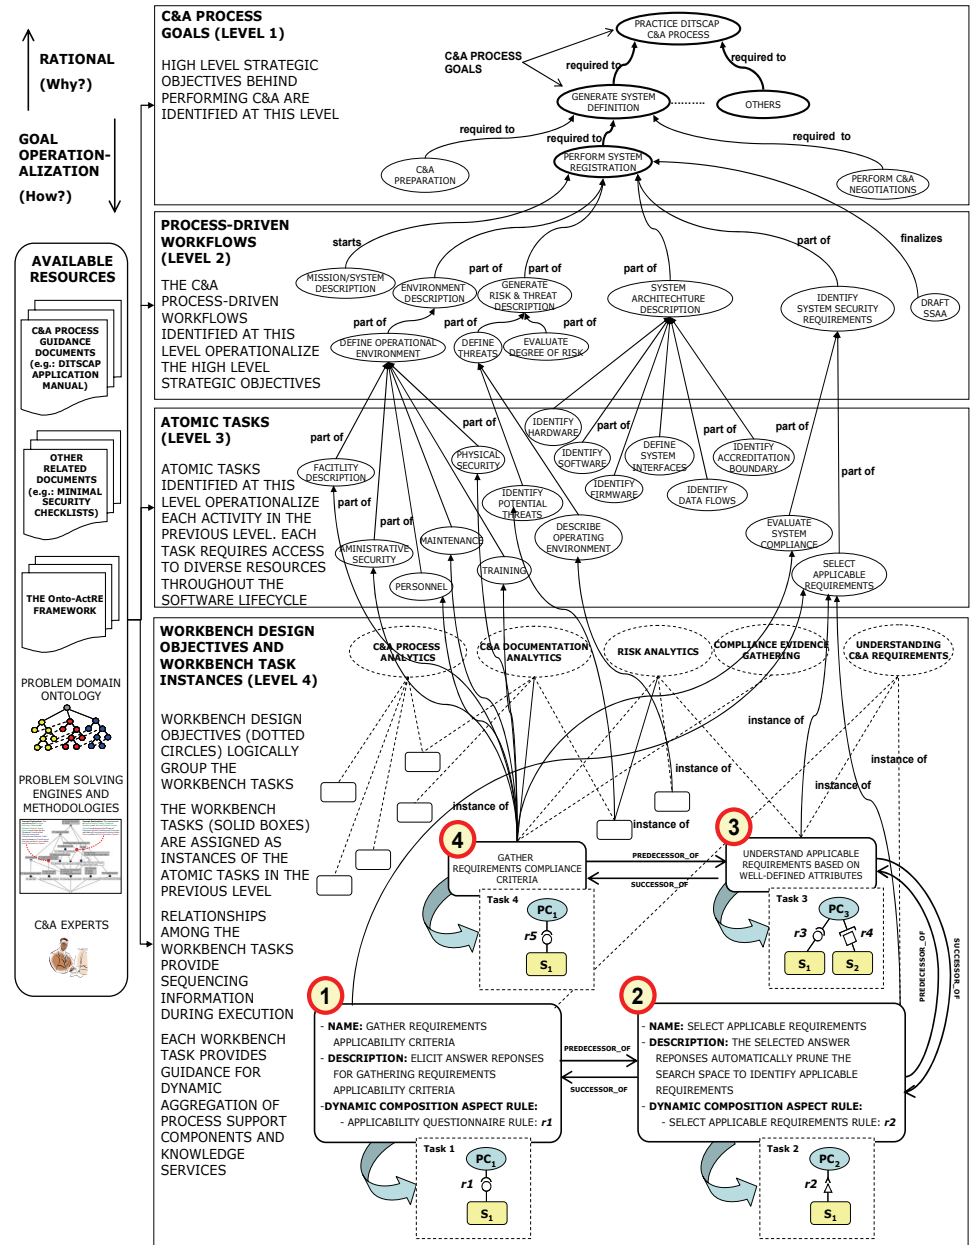 RATIONAL
(Why?)
GOAL
OPERATION-
ALIZATION
(How?)
AVAILABLE
RESOURCES
C&A PROCESS
GUIDANCE
DOCUMENTS
(e.g.: DITSCAP
APPLICATION
MANUAL)
OTHER
RELATED
DOCUMENTS
(e.g.: MINIMAL
SECURITY
CHECKLISTS)
THE Onto-ActRE
FRAMEWORK
PROBLEM DOMAIN
ONTOLOGY
PROBLEM SOLVING
ENGINES AND
METHODOLOGIES
C&A EXPERTS
C&A PROCESS
GOALS (LEVEL 1)
HIGH LEVEL STRATEGIC
OBJECTIVES BEHIND
PERFORMING C&A ARE
IDENTIFIED AT THIS LEVEL
C&A PROCESS
GOALS
PRACTICE DITSCAP
C&A PROCESS
required to
required to
GENERATE SYSTEM
DEFINITION
OTHERS
required to
required to
required to
C&A
PREPARATION
PERFORM SYSTEM
REGISTRATION
PERFORM C&A
NEGOTIATIONS
PROCESS-DRIVEN
WORKFLOWS
(LEVEL 2)
THE C&A
PROCESS-DRIVEN
WORKFLOWS
IDENTIFIED AT THIS
LEVEL OPERATIONALIZE
THE HIGH LEVEL
STRATEGIC OBJECTIVES
starts
part of
part of
part of
part of
finalizes
MISSION/SYSTEM
DESCRIPTION
ENVIRONMENT
DESCRIPTION
GENERATE
RISK & THREAT
DESCRIPTION
SYSTEM
ARCHITECHTURE
DESCRIPTION
IDENTIFY
SYSTEM SECURITY
REQUIREMENTS
DRAFT
SSAA
part of
part of
part of
DEFINE OPERATIONAL
ENVIRONMENT
DEFINE
THREATS
EVALUATE
DEGREE OF RISK
ATOMIC TASKS
(LEVEL 3)
ATOMIC TASKS
IDENTIFIED AT THIS
LEVEL OPERATIONALIZE
EACH ACTIVITY IN THE
PREVIOUS LEVEL. EACH
TASK REQUIRES ACCESS
TO DIVERSE RESOURCES
THROUGHOUT THE
SOFTWARE LIFECYCLE
part of
part of
part of
part of
part of
part of
part of
part of
FACITLITY
DESCRIPTION
PHYSICAL
SECURITY
IDENTIFY
HARDWARE
IDENTIFY
SOFTWARE
IDENTIFY
FIRMWARE
DEFINE
SYSTEM
INTERFACES
IDENTIFY
DATA FLOWS
IDENTIFY
ACCREDITATION
BOUNDARY
IDENTIFY
POTENTIAL
THREATS
DESCRIBE
OPERATING
ENVIRONMENT
EVALUATE
SYSTEM
COMPLIANCE
SELECT
APPLICABLE
REQUIREMENTS
AMINISTRATIVE
SECURITY
MAINTENANCE
PERSONNEL
TRAINING
WORKBENCH DESIGN
OBJECTIVES AND
WORKBENCH TASK
INSTANCES (LEVEL 4)
WORKBENCH DESIGN
OBJECTIVES (DOTTED
CIRCLES) LOGICALLY
GROUP THE
WORKBENCH TASKS
THE WORKBENCH
TASKS (SOLID BOXES)
ARE ASSIGNED AS
INSTANCES OF THE
ATOMIC TASKS IN THE
PREVIOUS LEVEL
RELATIONSHIPS
AMONG THE
WORKBENCH TASKS
PROVIDE
SEQUENCING
INFORMATION
DURING EXECUTION
EACH WORKBENCH
TASK PROVIDES
GUIDANCE FOR
DYNAMIC
AGGREGATION OF
PROCESS SUPPORT
COMPONENTS AND
KNOWLEDGE
SERVICES
C&A PROCESS
ANALYTICS
C&A DOCUMENTATION
ANALYTICS
RISK ANALYTICS
COMPLIANCE EVIDENCE
GATHERING
UNDERSTANDING
C&A REQUIREMENTS
instance of
instance of
instance of
instance of
instance of
4
GATHER
REQUIREMENTS COMPLIANCE
CRITERIA
PREDECESSOR_OF
SUCCESSOR_OF
3
UNDERSTAND APPLICABLE
REQUIREMENTS BASED ON
WELL-DEFINED ATTRIBUTES
Task 4
PC1
r5
S1
Task 3
PC3
r3
r4
S1
S2
PREDECESSOR_OF
SUCCESSOR_OF
1
- NAME: GATHER REQUIREMENTS
APPLICABILITY CRITERIA
- DESCRIPTION: ELICIT ANSWER REPONSES
FOR GATHERING REQUIREMENTS
APPLICABILITY CRITERIA
-DYNAMIC COMPOSITION ASPECT RULE:
- APPLICABILITY QUESTIONNAIRE RULE: r1
PREDECESSOR_OF
SUCCESSOR_OF
2
- NAME: SELECT APPLICABLE REQUIREMENTS
- DESCRIPTION: THE SELECTED ANSWER
REPONSES AUTOMATICALLY PRUNE THE
SEARCH SPACE TO IDENTIFY APPLICABLE
REQUIREMENTS
- DYNAMIC COMPOSITION ASPECT RULE:
- SELECT APPLICABLE REQUIREMENTS RULE: r2
Task 1
PC1
r1
S1
Task 2
PC2
r2
S1